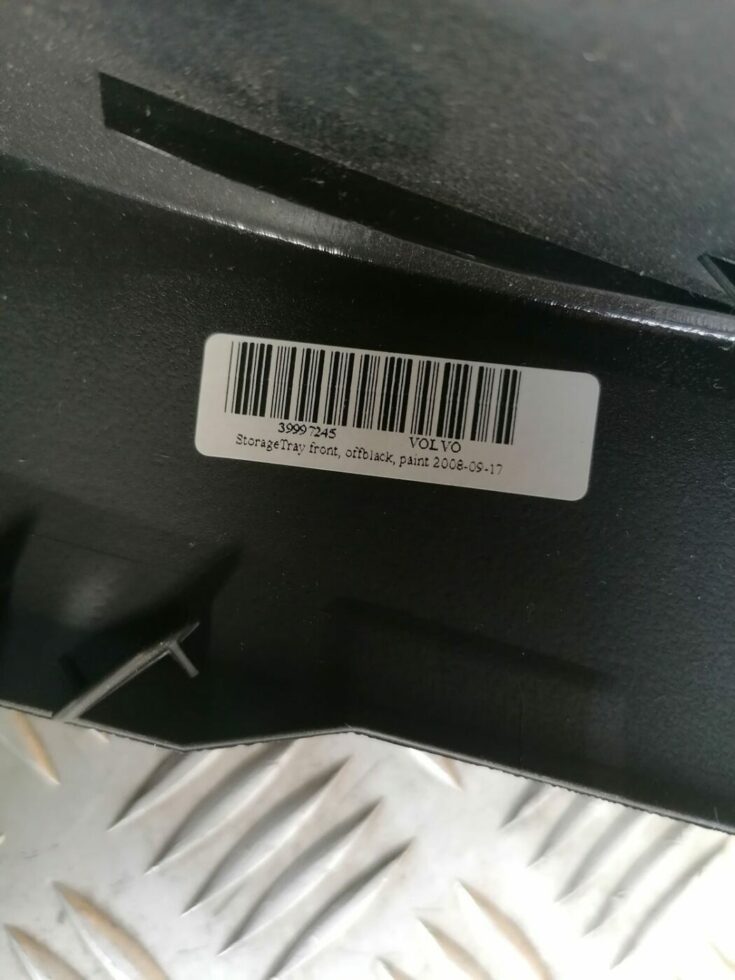 39997245 VOLVO
StorageTray front, offblack, paint 2008-09-17